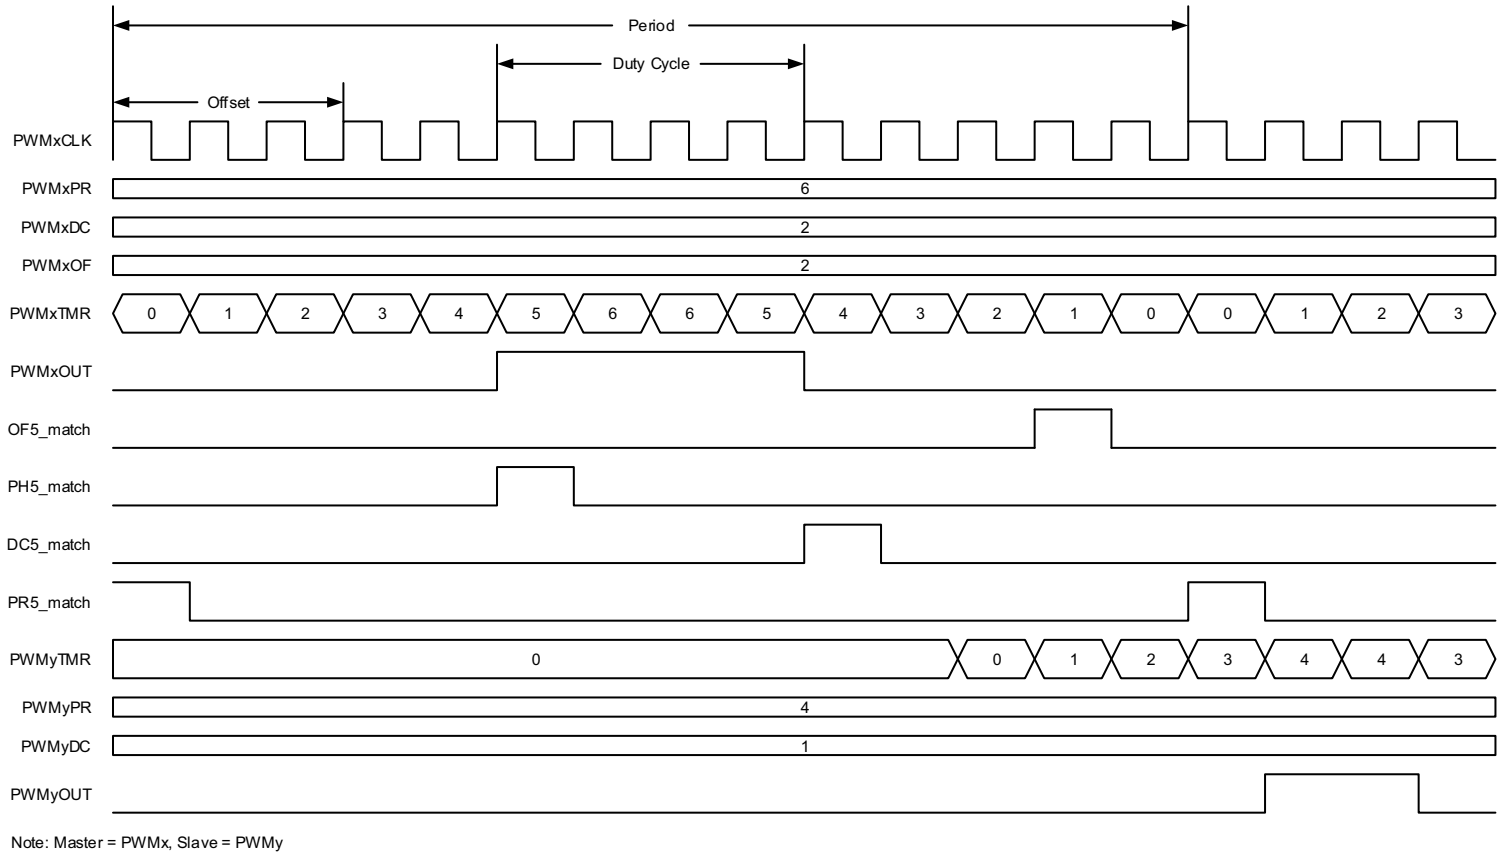 Period
Duty Cycle
Offset
PWMxCLK
PWMxPR 6
PWMxDC 2
PWMxOF 2
PWMxTMR 0 1 2 3 4 5 6 6 5 4 3 2 1 0 0 1 2 3
PWMxOUT
OF5_match
PH5_match
DC5_match
PR5_match
PWMyTMR 0 0 1 2 3 4 4 3
PWMyPR 4
PWMyDC 1
PWMyOUT
Note: Master = PWMx, Slave = PWMy